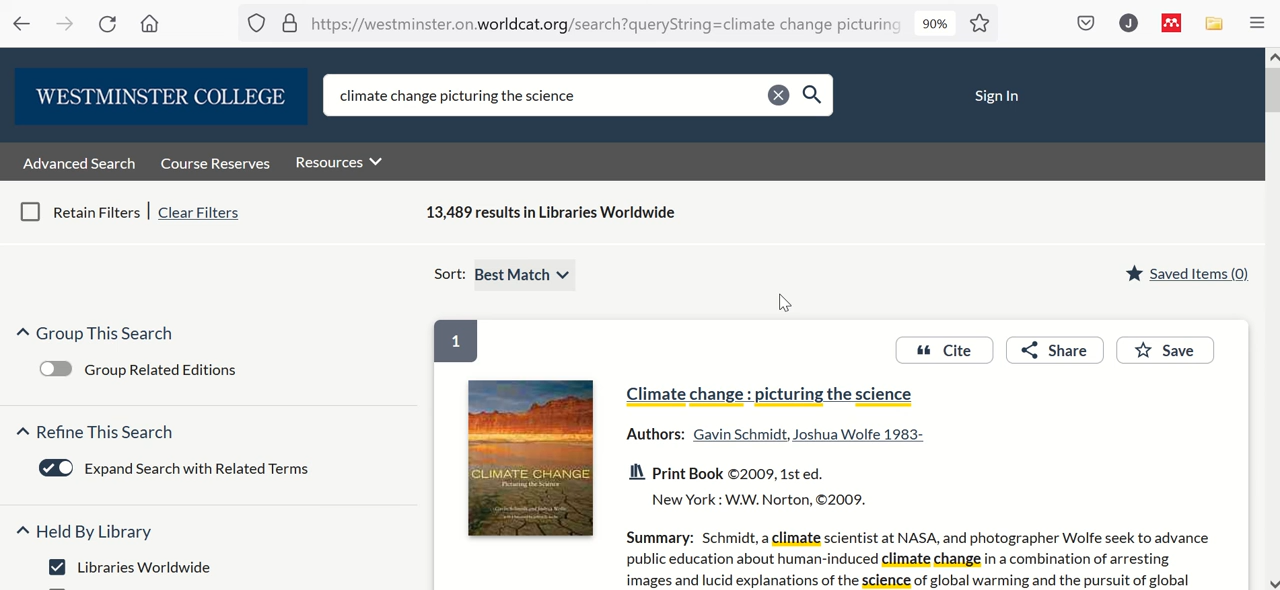 https://westminster.on.worldcat.org/search?queryString=climate change picturing
90%
J
WESTMINSTER COLLEGE
climate change picturing the science
Sign In
Advanced Search
Course Reserves
Resources
Retain Filters
Clear Filters
13,489 results in Libraries Worldwide
Sort: Best Match
Saved Items (0)
Group This Search
Group Related Editions
Refine This Search
Expand Search with Related Terms
Held By Library
Libraries Worldwide
1
Cite
Share
Save
CLIMATE CHANGE
Picturing the Science
Climate change : picturing the science
Authors: Gavin Schmidt, Joshua Wolfe 1983-
Print Book ©2009, 1st ed.
New York : W.W. Norton, ©2009.
Summary: Schmidt, a climate scientist at NASA, and photographer Wolfe seek to advance
public education about human-induced climate change in a combination of arresting
images and lucid explanations of the science of global warming and the pursuit of global